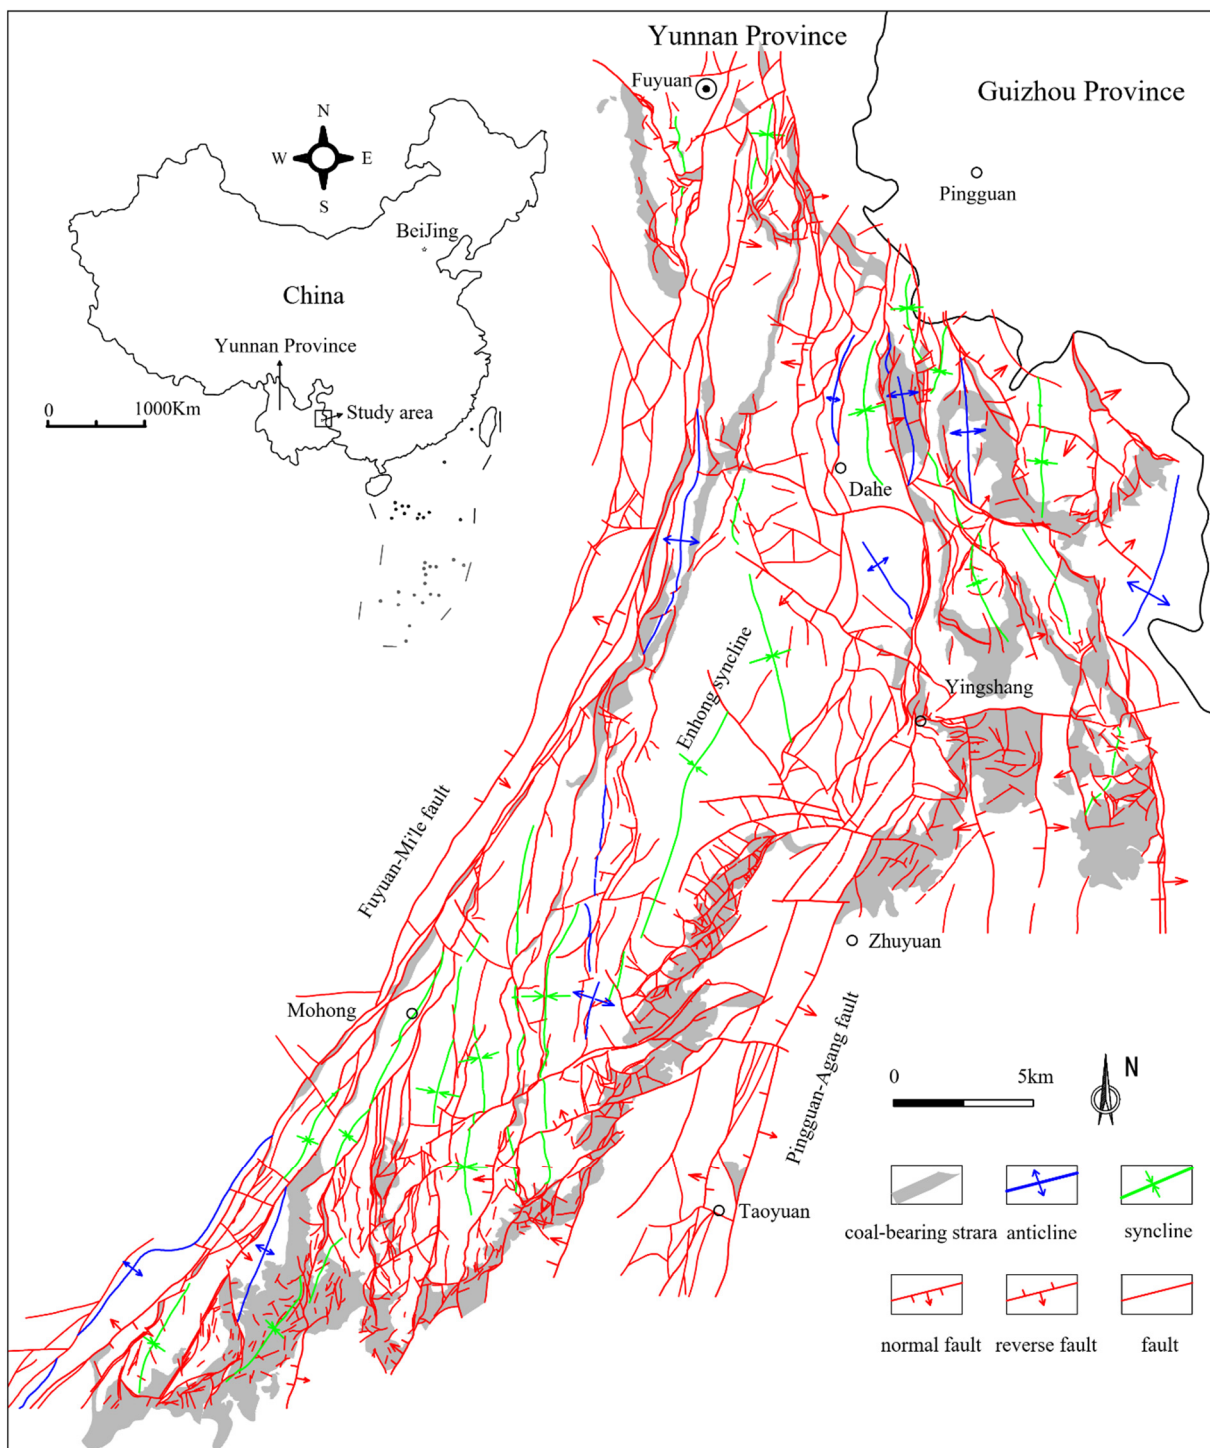 Yunnan Province
Fuyuan
Guizhou Province
Pingguan
N
W
E
S
BeiJing
China
Yunnan Province
0
1000Km
Study area
Dahe
Yingshang
Enhong syncline
Fuyuan-Mi'le fault
Zhuyuan
Mohong
Pingguan-Agang fault
Taoyuan
0
5km
N
coal-bearing strara
anticline
syncline
normal fault
reverse fault
fault